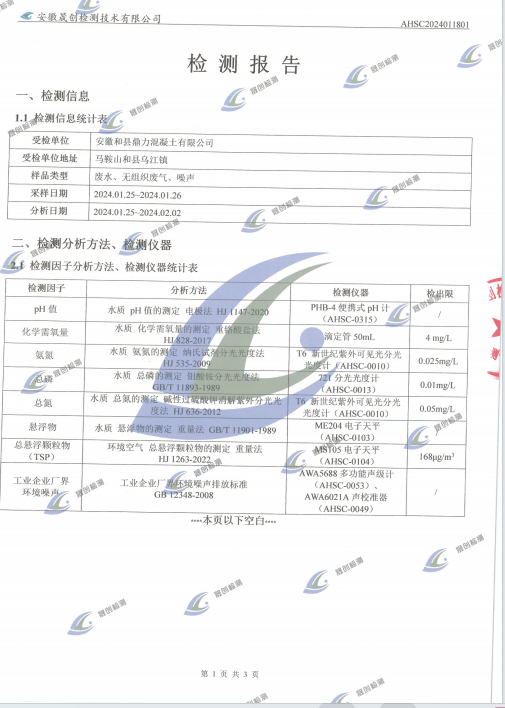 安徽晟创检测技术有限公司
AHSC2024011801
检 测 报 告
一、检测信息
1.1 检测信息统计表
受检单位 安徽和县鼎力混凝土有限公司
受检单位地址 马鞍山和县乌江镇
样品类型 废水、无组织废气、噪声
采样日期 2024.01.25~2024.01.26
分析日期 2024.01.25~2024.02.02
二、检测分析方法、检测仪器
2.1 检测因子分析方法、检测仪器统计表
检测因子 分析方法 检测仪器 检出限
pH 值 水质 pH 值的测定 电极法 HJ 1147-2020 PHB-4 便携式 pH 计
（AHSC-0315） /
化学需氧量 水质 化学需氧量的测定 重铬酸盐法
HJ 828-2017 滴定管 50mL 4 mg/L
氨氮 水质 氨氮的测定 纳氏试剂分光光度法
HJ 535-2009 T6 新世纪紫外可见光分光
光度计（AHSC-0010） 0.025mg/L
总磷 水质 总磷的测定 钼酸铵分光光度法
GB/T 11893-1989 721 分光光度计
（AHSC-0013） 0.01mg/L
总氮 水质 总氮的测定 碱性过硫酸钾消解紫外分光光
度法 HJ 636-2012 T6 新世纪紫外可见光分光
光度计（AHSC-0010） 0.05mg/L
悬浮物 水质 悬浮物的测定 重量法 GB/T 11901-1989 ME204 电子天平
（AHSC-0103） /
总悬浮颗粒物
（TSP） 环境空气 总悬浮颗粒物的测定 重量法
HJ 1263-2022 MS105 电子天平
（AHSC-0104） 168μg/m³
工业企业厂界
环境噪声 工业企业厂界环境噪声排放标准
GB 12348-2008 AWA5688 多功能声级计
（AHSC-0053）、
AWA6021A 声校准器
（AHSC-0049） /
----本页以下空白----
第 1 页 共 3 页
晟创检测